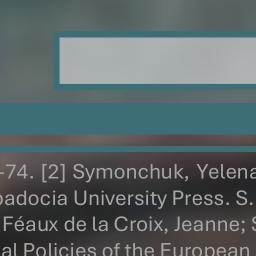 -74. [2] Symonchuk, Yelena
padocia University Press. S.
Féaux de la Croix, Jeanne; S
al Policies of the European